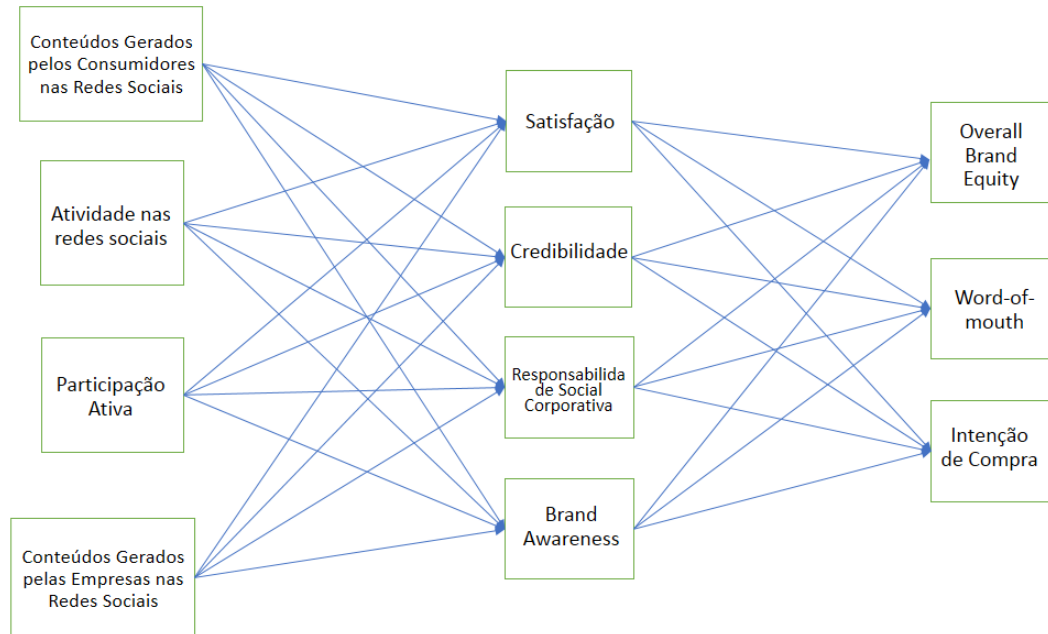 Conteúdos Gerados
pelos Consumidores
nas Redes Sociais
Atividade nas
redes sociais
Participação
Ativa
Conteúdos Gerados
pelas Empresas nas
Redes Sociais
Satisfação
Credibilidade
Responsabilida
de Social
Corporativa
Brand
Awareness
Overall
Brand
Equity
Word-of-
mouth
Intenção
de Compra